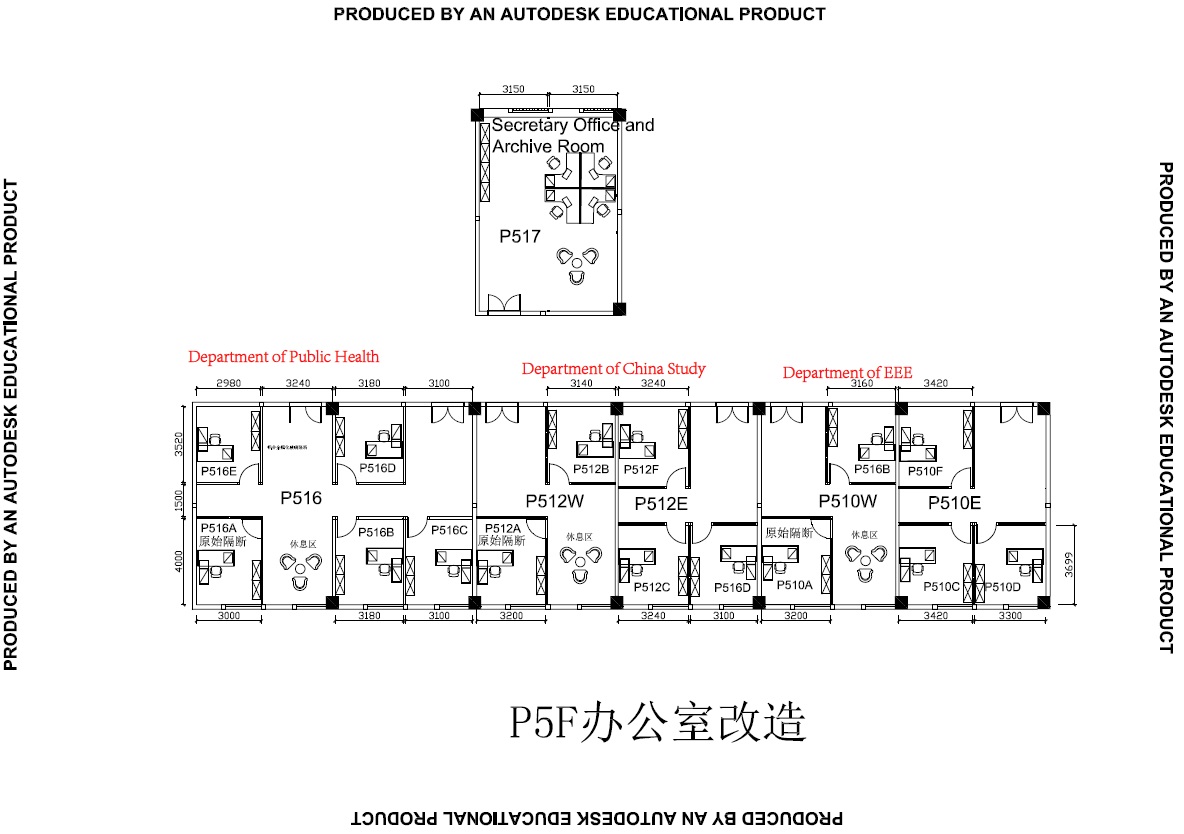 PRODUCED BY AN AUTODESK EDUCATIONAL PRODUCT
3150 3150
Secretary Office and
Archive Room
P517
PRODUCED BY AN AUTODESK EDUCATIONAL PRODUCT
PRODUCED BY AN AUTODESK EDUCATIONAL PRODUCT
Department of Public Health
Department of China Study
Department of EEE
2980 3240 3180 3100 3140 3240 3160 3420
3520
1500
4000
P516E
P516D
P512B
P512F
P516B
P510F
P516
P512W
P512E
P510W
P510E
P516A
原始隔断
休息区
P516B
P516C
P512A
原始隔断
休息区
P512C
P516D
原始隔断
P510A
休息区
P510C
P510D
3699
3000 3180 3100 3200 3240 3100 3200 3420 3300
P5F办公室改造
PRODUCED BY AN AUTODESK EDUCATIONAL PRODUCT